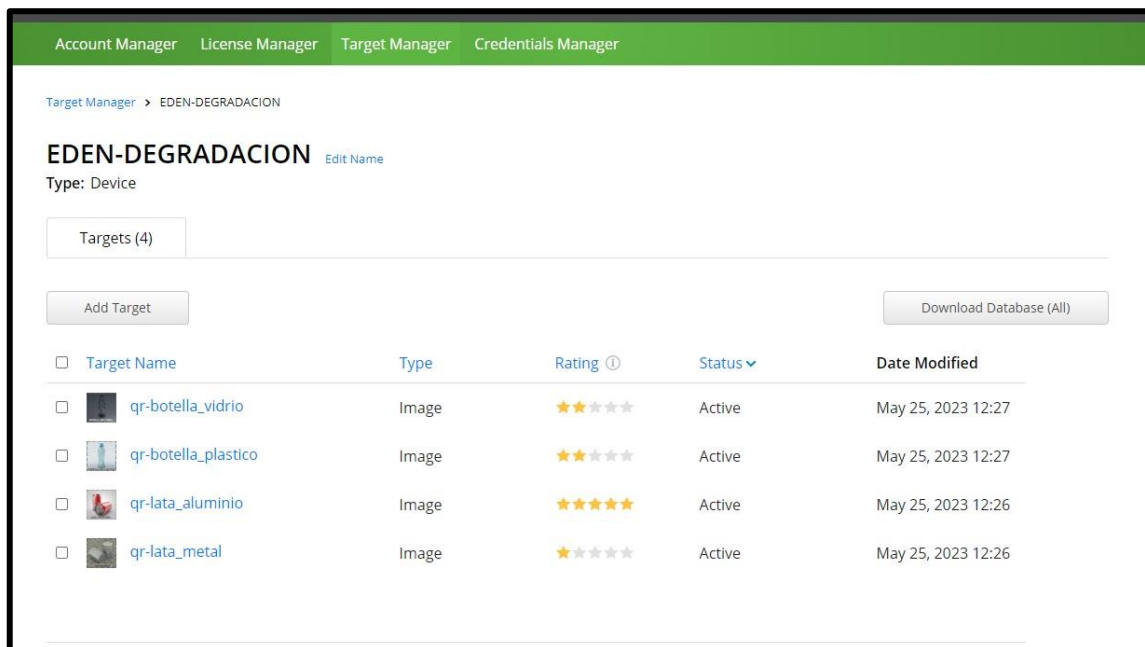 Account Manager License Manager Target Manager Credentials Manager
Target Manager > EDEN-DEGRADACION
EDEN-DEGRADACION Edit Name
Type: Device
Targets (4)
Add Target Download Database (All)
Target Name Type Rating Status Date Modified
qr-botella_vidrio Image Active May 25, 2023 12:27
qr-botella_plastico Image Active May 25, 2023 12:27
qr-lata_aluminio Image Active May 25, 2023 12:26
qr-lata_metal Image Active May 25, 2023 12:26